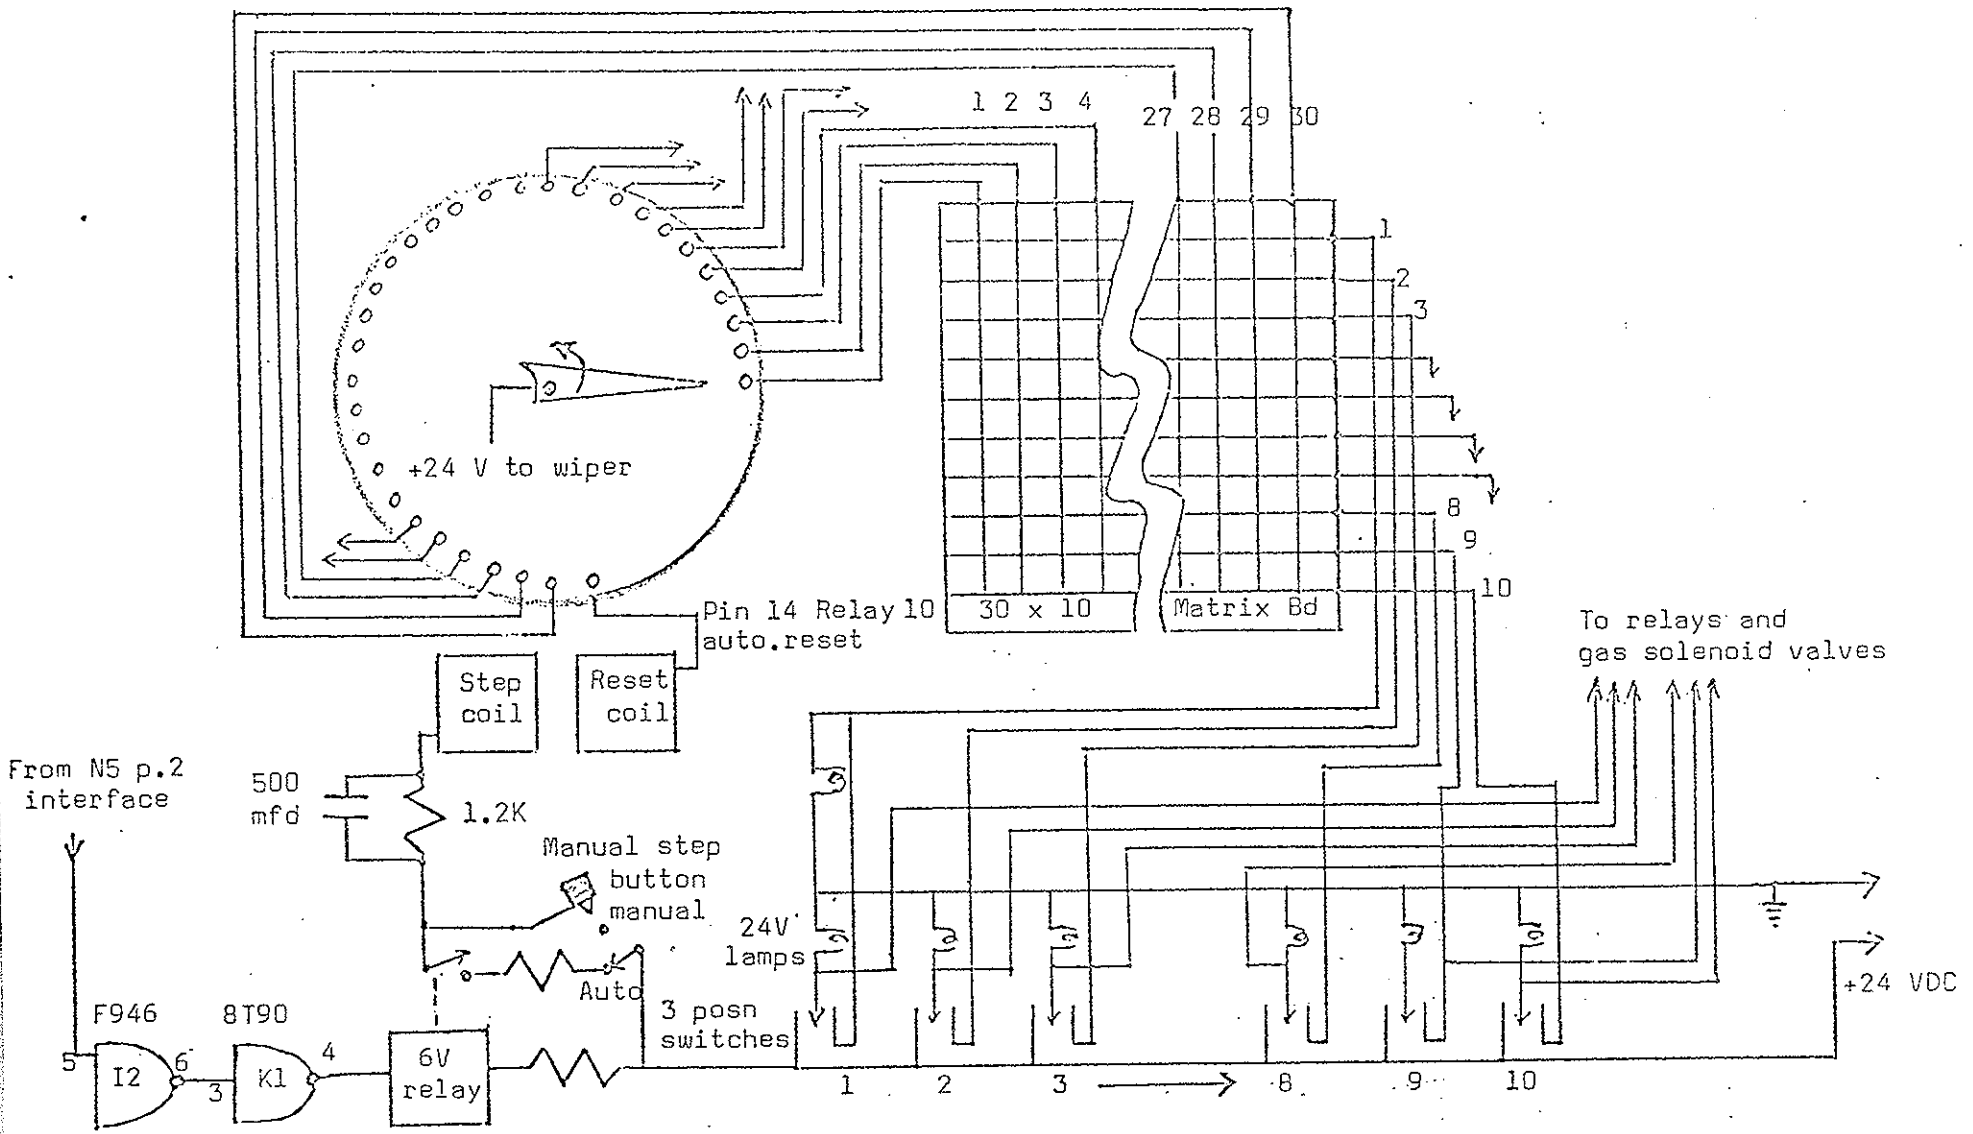 1 2 3 4
27 28 29 30
1
2
3
+24 V to wiper
8
9
10
30 x 10 Matrix Bd
Pin 14 Relay 10
auto.reset
To relays and
gas solenoid valves
Step
coil
Reset
coil
From N5 p.2
interface
500
mfd
1.2K
Manual step
button
manual
24V
lamps
Auto
+24 VDC
3 posn
switches
F946
8T90
5
I2
6
3
K1
4
6V
relay
1 2 3 8 9 10